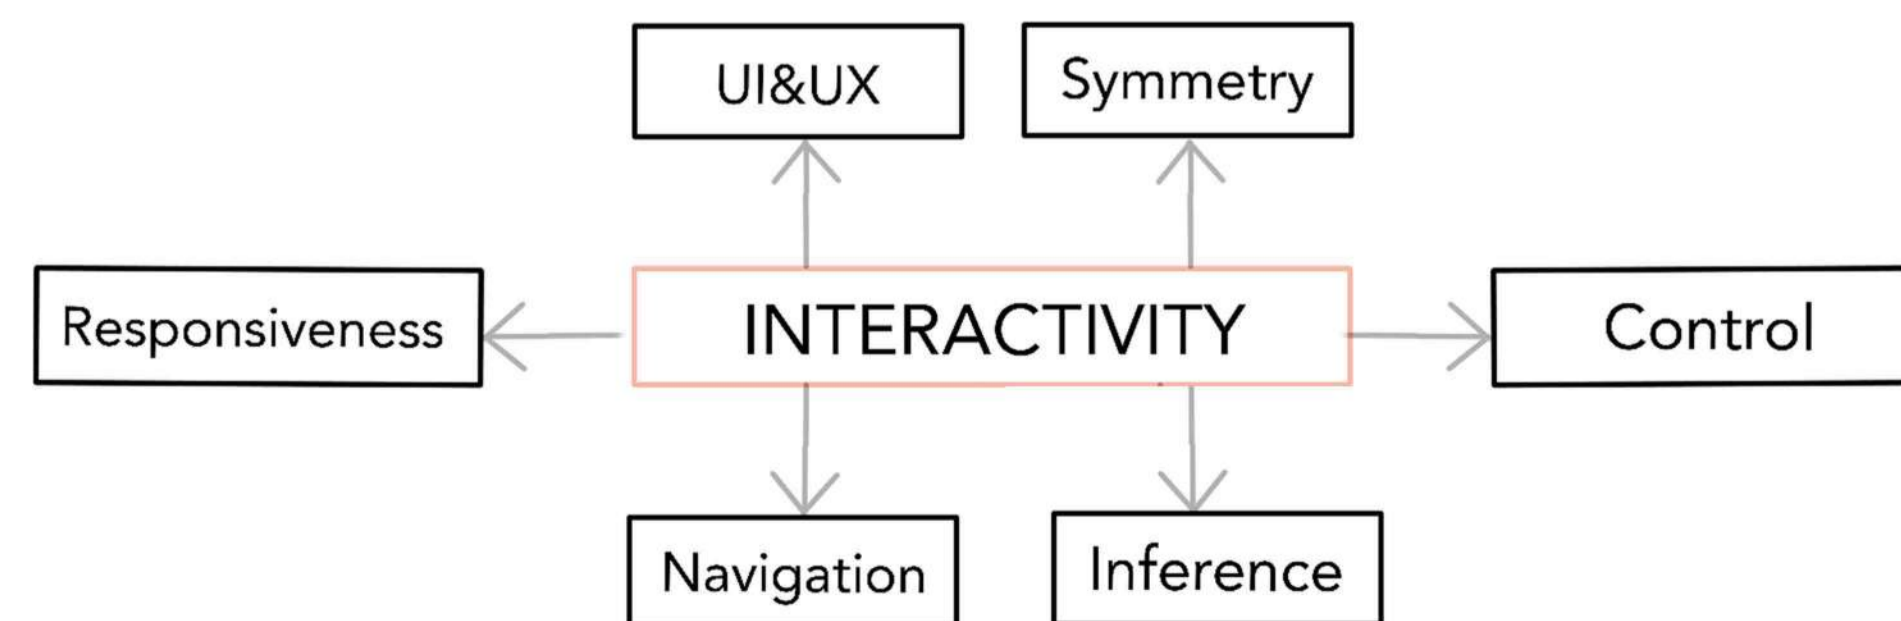 UI&UX
Symmetry
Responsiveness
INTERACTIVITY
Control
Navigation
Inference